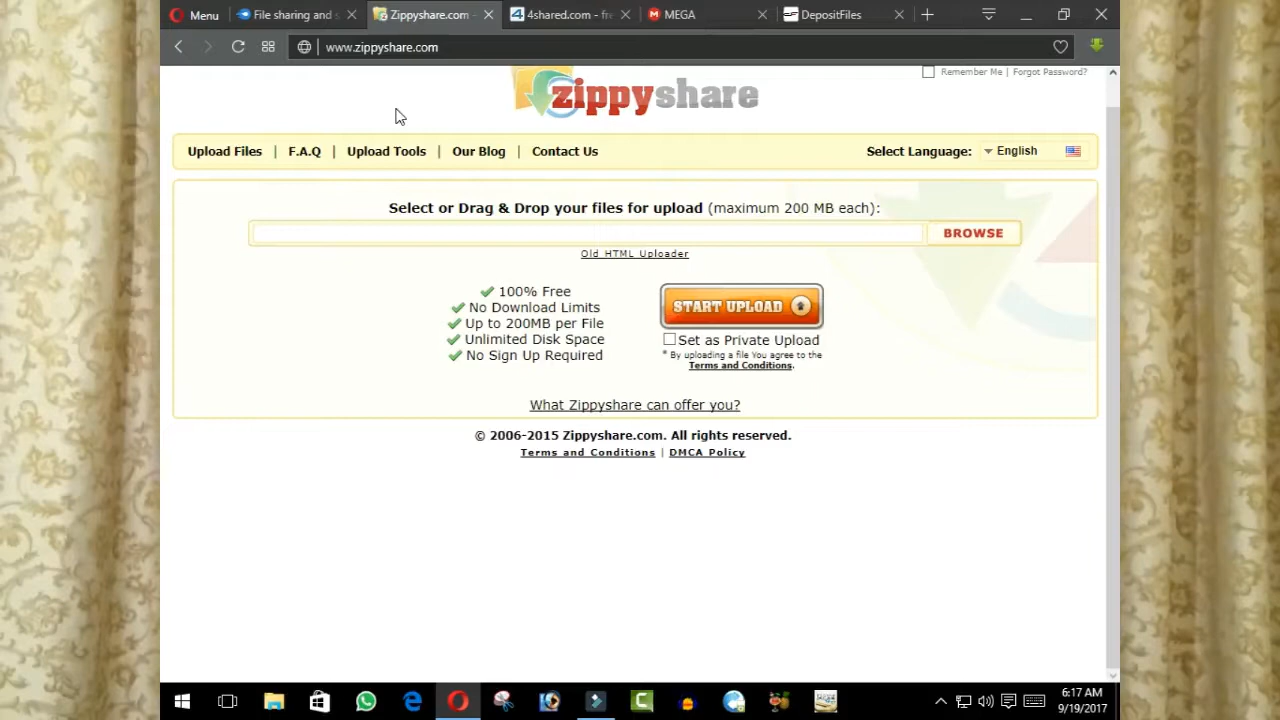 Menu
File sharing and s
Zippyshare.com -
4shared.com - fre
MEGA
DepositFiles
www.zippyshare.com
Remember Me | Forgot Password?
zippyshare
Upload Files | F.A.Q | Upload Tools | Our Blog | Contact Us
Select Language: English
Select or Drag & Drop your files for upload (maximum 200 MB each):
BROWSE
Old HTML Uploader
100% Free
No Download Limits
Up to 200MB per File
Unlimited Disk Space
No Sign Up Required
START UPLOAD
Set as Private Upload
* By uploading a file You agree to the
Terms and Conditions.
What Zippyshare can offer you?
© 2006-2015 Zippyshare.com. All rights reserved.
Terms and Conditions | DMCA Policy
6:17 AM
9/19/2017